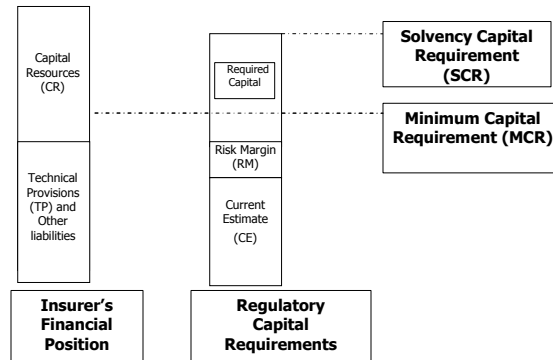 Capital
Resources
(CR)
Technical
Provisions
(TP) and
Other
liabilities
Insurer’s
Financial
Position
Required
Capital
Risk Margin
(RM)
Current
Estimate
(CE)
Regulatory
Capital
Requirements
Solvency Capital
Requirement
(SCR)
Minimum Capital
Requirement (MCR)